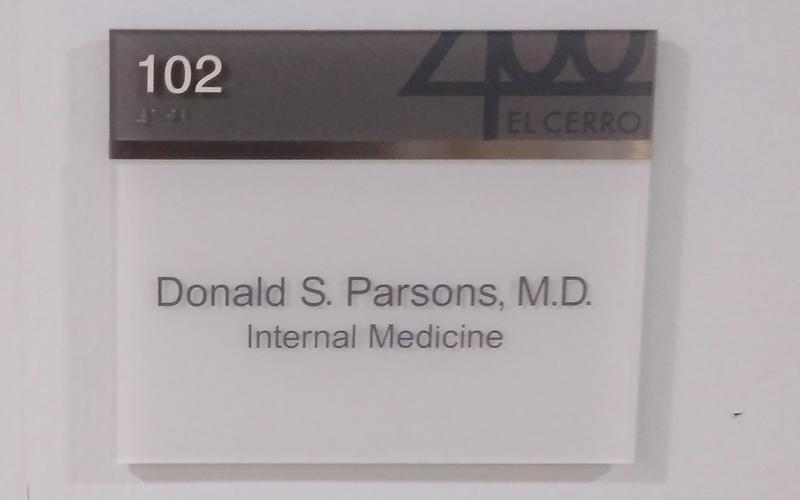 102
400
EL CERRO
Donald S. Parsons, M.D.
Internal Medicine